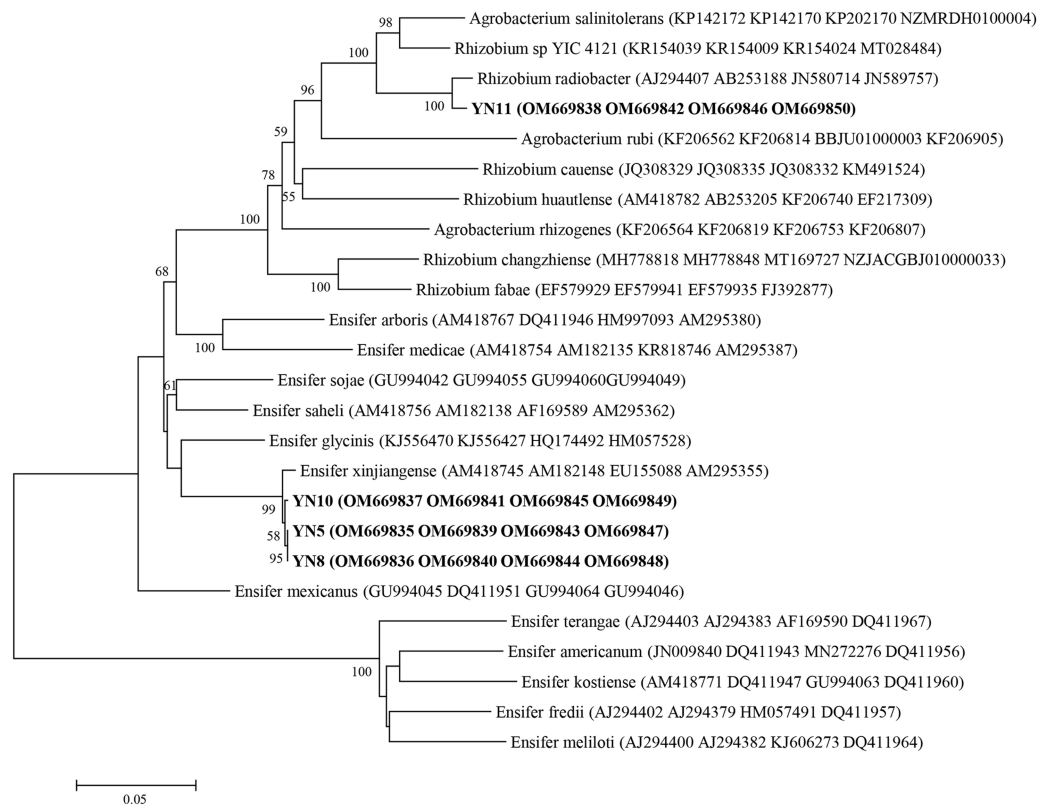 98
Agrobacterium salinitolerans (KP142172 KP142170 KP202170 NZMRDH0100004)
Rhizobium sp YIC 4121 (KR154039 KR154009 KR154024 MT028484)
100
Rhizobium radiobacter (AJ294407 AB253188 JN580714 JN589757)
100
YN11 (OM669838 OM669842 OM669846 OM669850)
96
Agrobacterium rubi (KF206562 KF206814 BBJU01000003 KF206905)
59
Rhizobium cauense (JQ308329 JQ308335 JQ308332 KM491524)
78
55
Rhizobium huautlense (AM418782 AB253205 KF206740 EF217309)
100
Agrobacterium rhizogenes (KF206564 KF206819 KF206753 KF206807)
Rhizobium changzhiense (MH778818 MH778848 MT169727 NZJACGBJ010000033)
68
100
Rhizobium fabae (EF579929 EF579941 EF579935 FJ392877)
Ensifer arboris (AM418767 DQ411946 HM997093 AM295380)
100
Ensifer medicae (AM418754 AM182135 KR818746 AM295387)
61
Ensifer sojae (GU994042 GU994055 GU994060GU994049)
Ensifer saheli (AM418756 AM182138 AF169589 AM295362)
Ensifer glycinis (KJ556470 KJ556427 HQ174492 HM057528)
Ensifer xinjiangense (AM418745 AM182148 EU155088 AM295355)
99
YN10 (OM669837 OM669841 OM669845 OM669849)
58
YN5 (OM669835 OM669839 OM669843 OM669847)
95
YN8 (OM669836 OM669840 OM669844 OM669848)
Ensifer mexicanus (GU994045 DQ411951 GU994064 GU994046)
Ensifer terangae (AJ294403 AJ294383 AF169590 DQ411967)
100
Ensifer americanum (JN009840 DQ411943 MN272276 DQ411956)
Ensifer kostiense (AM418771 DQ411947 GU994063 DQ411960)
Ensifer fredii (AJ294402 AJ294379 HM057491 DQ411957)
Ensifer meliloti (AJ294400 AJ294382 KJ606273 DQ411964)
0.05